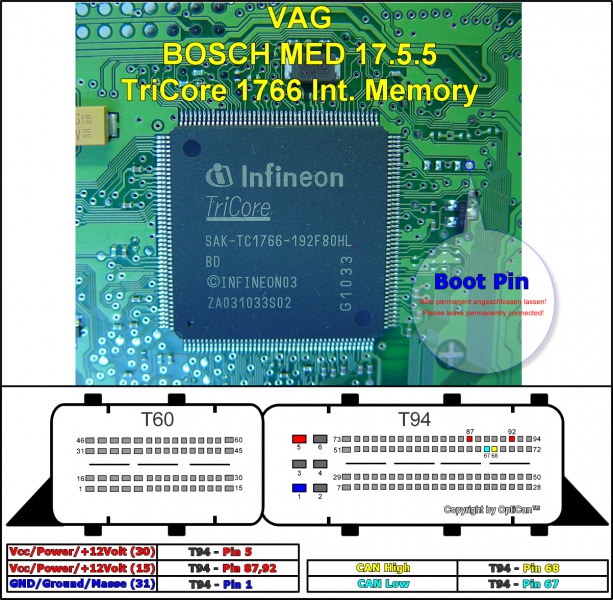 VAG
BOSCH MED 17.5.5
TriCore 1766 Int. Memory
infineon
TriCore
SAK-TC1766-192F80HL
BD
©INFINEON03
ZA031033S02
G1033
Boot Pin
Bitte permanent angeschlossen lassen!
Please leave permanently connected!
T60
T94
46 60
31 45
16 30
1 15
5 6
3 4
1 2
73 87 92 94
51 67 68 72
29 50
7 28
Copyright by OptiCan™
Vcc/Power/+12Volt (30) T94 - Pin 5
Vcc/Power/+12Volt (15) T94 - Pin 87,92
GND/Ground/Masse (31) T94 - Pin 1
CAN High T94 - Pin 68
CAN Low T94 - Pin 67